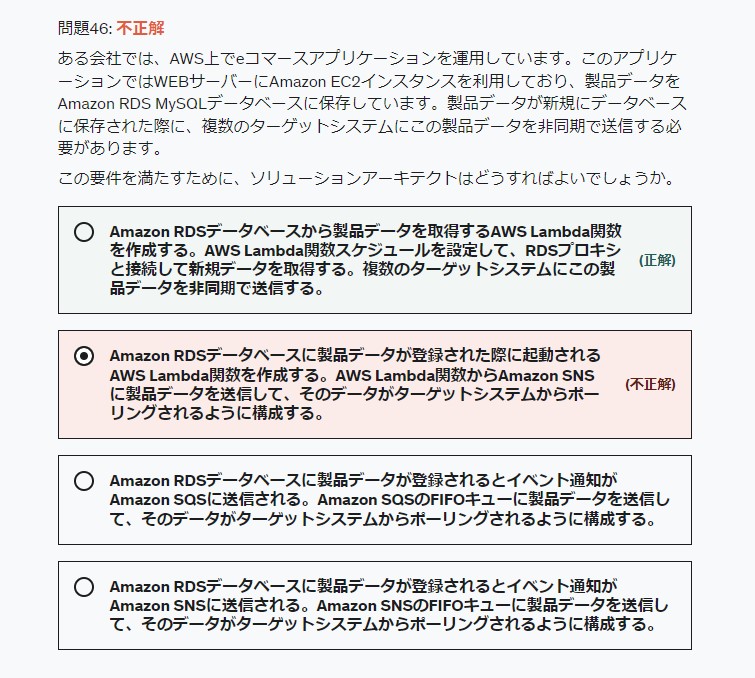 問題46: 不正解
ある会社では、AWS上でeコマースアプリケーションを運用しています。このアプリケ
ーションではWEBサーバーにAmazon EC2インスタンスを利用しており、製品データを
Amazon RDS MySQLデータベースに保存しています。製品データが新規にデータベース
に保存された際に、複数のターゲットシステムにこの製品データを非同期で送信する必
要があります。
この要件を満たすために、ソリューションアーキテクトはどうすればよいでしょうか。
Amazon RDSデータベースから製品データを取得するAWS Lambda関数
を作成する。AWS Lambda関数スケジュールを設定して、RDSプロキシ
と接続して新規データを取得する。複数のターゲットシステムにこの製
品データを非同期で送信する。
(正解)
Amazon RDSデータベースに製品データが登録された際に起動される
AWS Lambda関数を作成する。AWS Lambda関数からAmazon SNS
に製品データを送信して、そのデータがターゲットシステムからポー
リングされるように構成する。
(不正解)
Amazon RDSデータベースに製品データが登録されるとイベント通知が
Amazon SQSに送信される。Amazon SQSのFIFOキューに製品データを送信し
て、そのデータがターゲットシステムからポーリングされるように構成する。
Amazon RDSデータベースに製品データが登録されるとイベント通知が
Amazon SNSに送信される。Amazon SNSのFIFOキューに製品データを送信し
て、そのデータがターゲットシステムからポーリングされるように構成する。